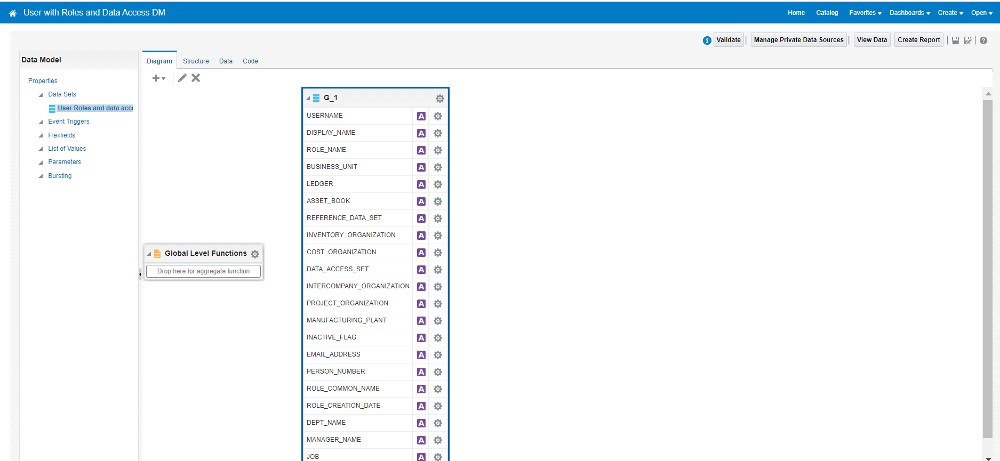 User with Roles and Data Access DM
Home Catalog Favorites Dashboards Create Open
Validate Manage Private Data Sources View Data Create Report
Data Model
Properties
Data Sets
User Roles and data acce
Event Triggers
Flexfields
List of Values
Parameters
Bursting
Diagram Structure Data Code
Global Level Functions
Drop here for aggregate function
G_1
USERNAME A
DISPLAY_NAME A
ROLE_NAME A
BUSINESS_UNIT A
LEDGER A
ASSET_BOOK A
REFERENCE_DATA_SET A
INVENTORY_ORGANIZATION A
COST_ORGANIZATION A
DATA_ACCESS_SET A
INTERCOMPANY_ORGANIZATION A
PROJECT_ORGANIZATION A
MANUFACTURING_PLANT A
INACTIVE_FLAG A
EMAIL_ADDRESS A
PERSON_NUMBER A
ROLE_COMMON_NAME A
ROLE_CREATION_DATE A
DEPT_NAME A
MANAGER_NAME A
JOB A